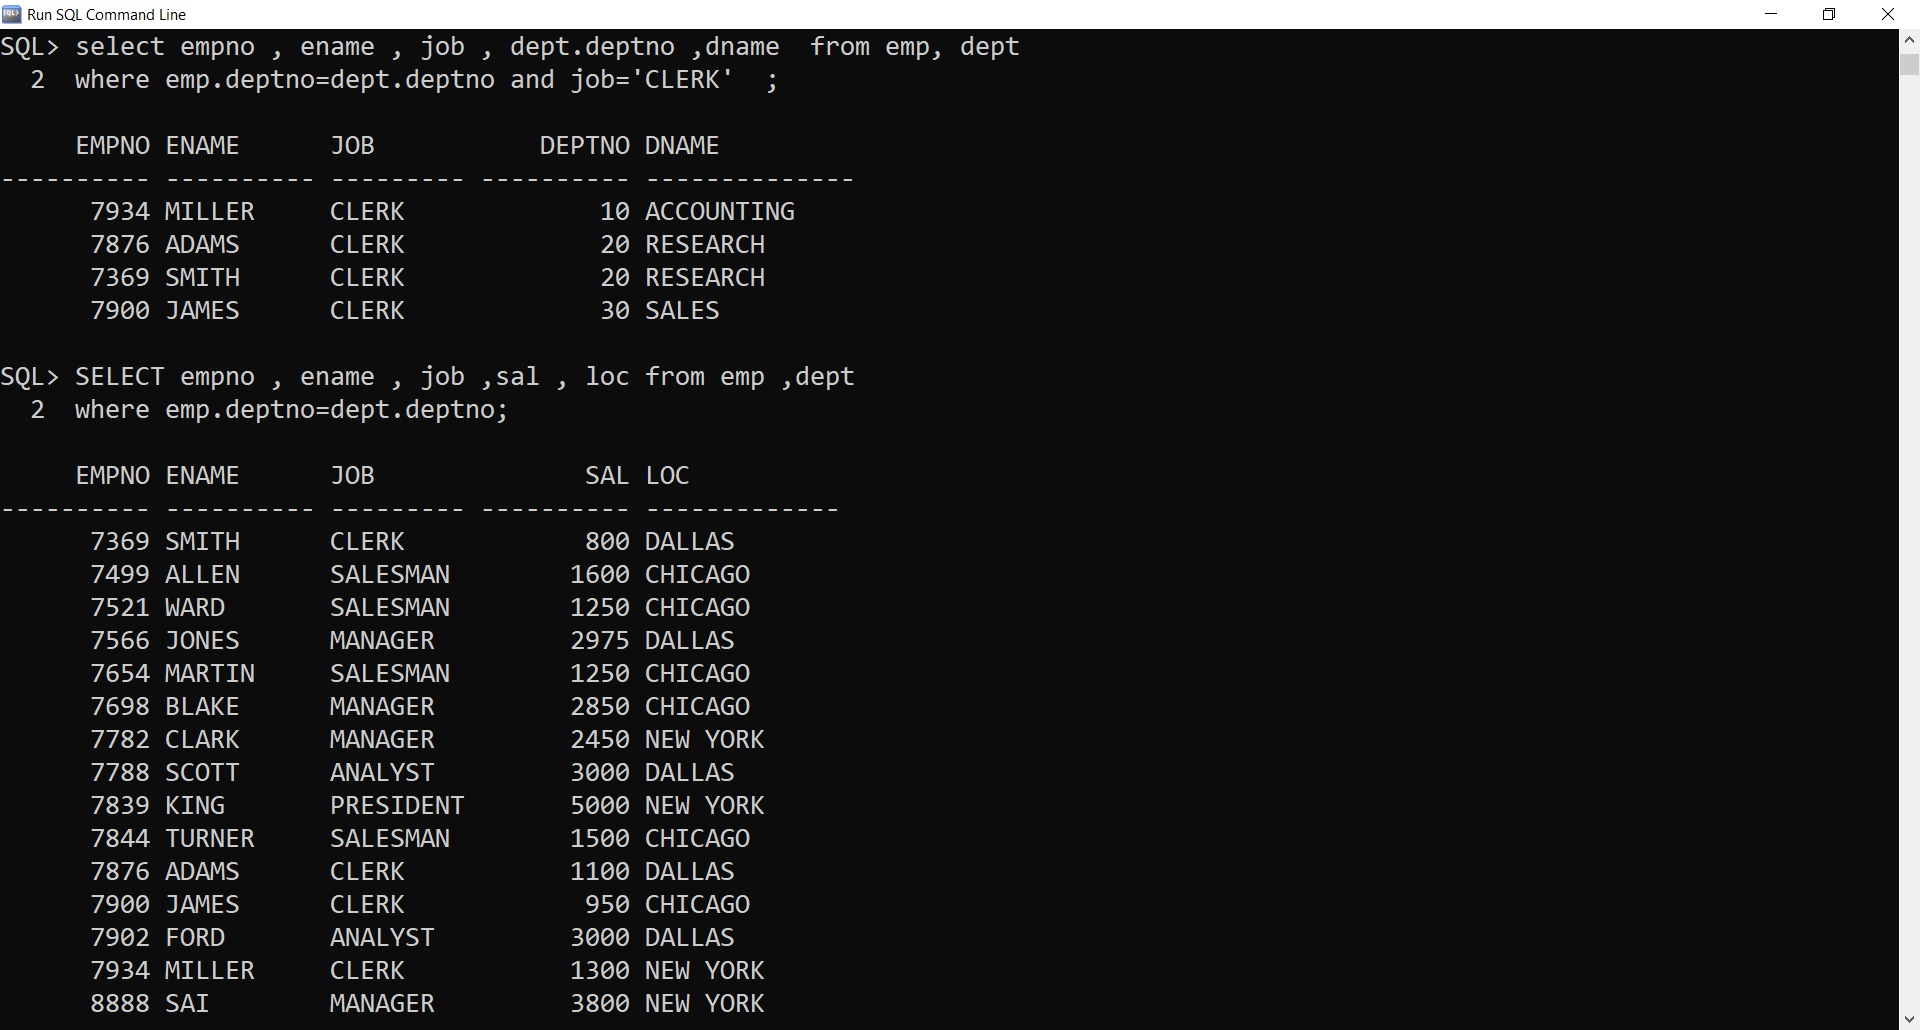 Run SQL Command Line
SQL> select empno , ename , job , dept.deptno ,dname  from emp, dept
  2  where emp.deptno=dept.deptno and job='CLERK'  ;

     EMPNO ENAME      JOB           DEPTNO DNAME
---------- ---------- --------- ---------- --------------
      7934 MILLER     CLERK             10 ACCOUNTING
      7876 ADAMS      CLERK             20 RESEARCH
      7369 SMITH      CLERK             20 RESEARCH
      7900 JAMES      CLERK             30 SALES

SQL> SELECT empno , ename , job ,sal , loc from emp ,dept
  2  where emp.deptno=dept.deptno;

     EMPNO ENAME      JOB              SAL LOC
---------- ---------- --------- ---------- -------------
      7369 SMITH      CLERK            800 DALLAS
      7499 ALLEN      SALESMAN        1600 CHICAGO
      7521 WARD       SALESMAN        1250 CHICAGO
      7566 JONES      MANAGER         2975 DALLAS
      7654 MARTIN     SALESMAN        1250 CHICAGO
      7698 BLAKE      MANAGER         2850 CHICAGO
      7782 CLARK      MANAGER         2450 NEW YORK
      7788 SCOTT      ANALYST         3000 DALLAS
      7839 KING       PRESIDENT       5000 NEW YORK
      7844 TURNER     SALESMAN        1500 CHICAGO
      7876 ADAMS      CLERK           1100 DALLAS
      7900 JAMES      CLERK            950 CHICAGO
      7902 FORD       ANALYST         3000 DALLAS
      7934 MILLER     CLERK           1300 NEW YORK
      8888 SAI        MANAGER         3800 NEW YORK